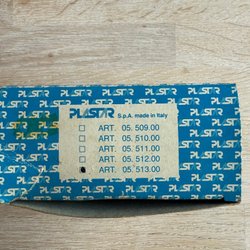 PLASTAR S.p.A. made in Italy
ART. 05.509.00
ART. 05.510.00
ART. 05.511.00
ART. 05.512.00
ART. 05.513.00